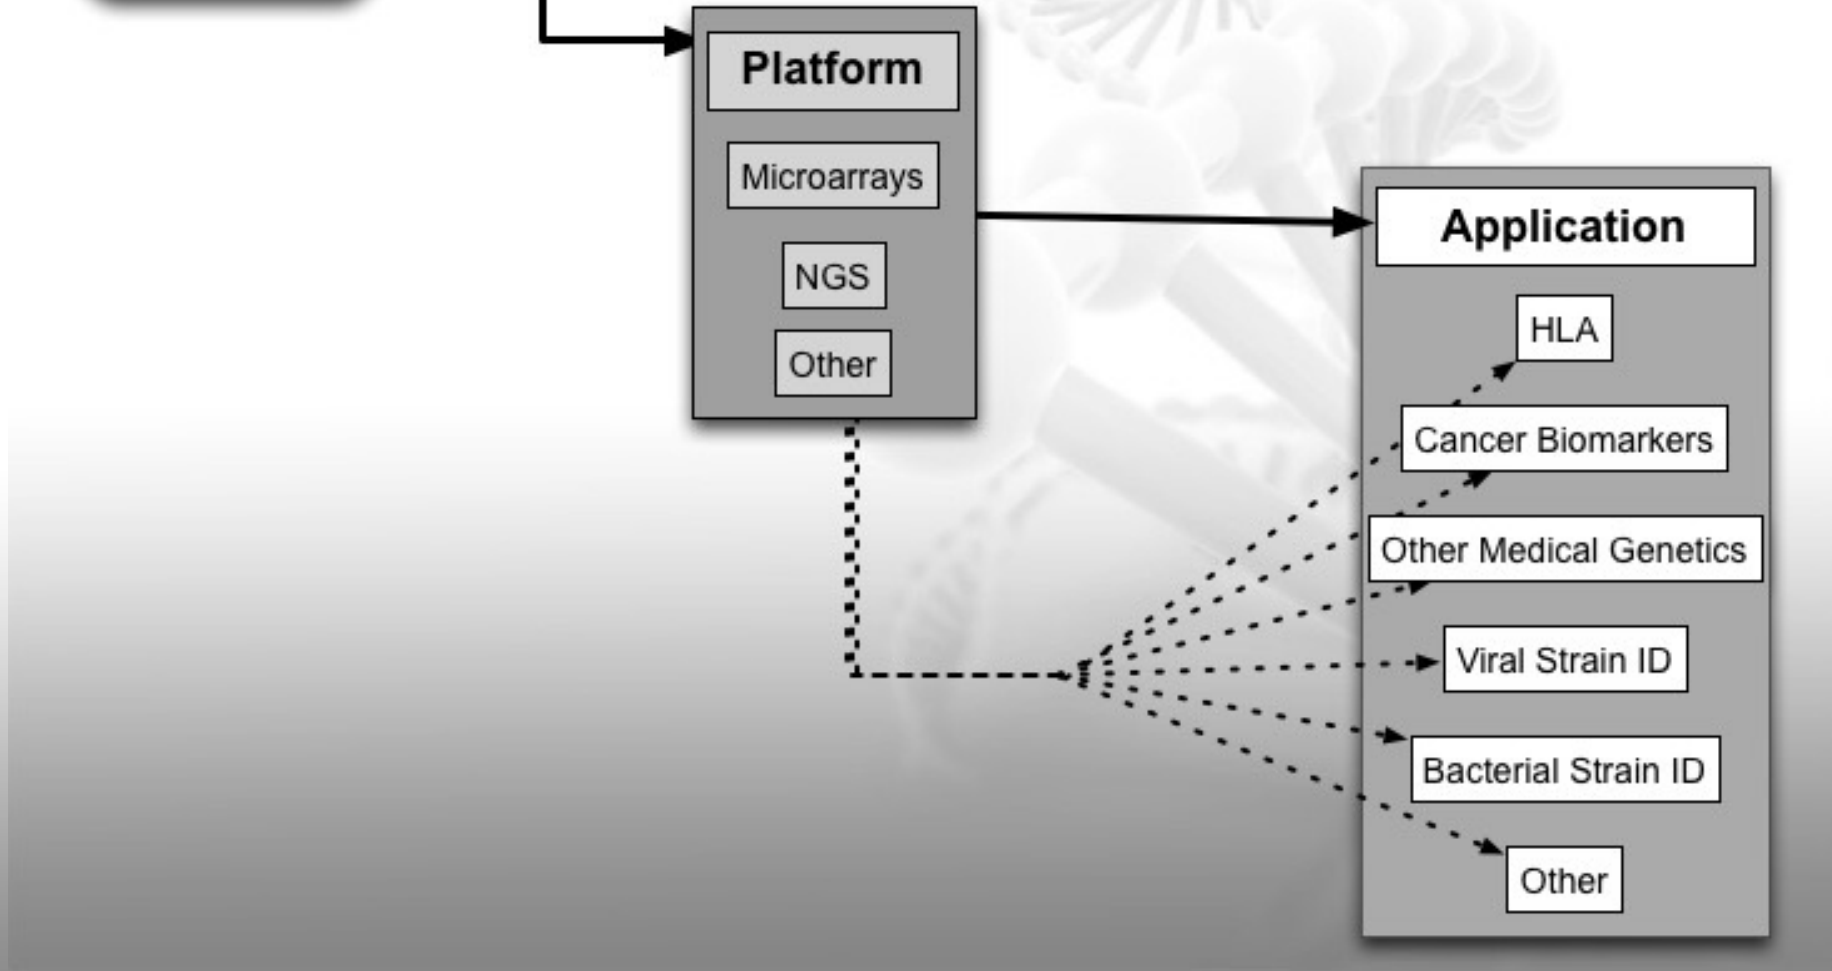 Platform
Microarrays
NGS
Other
Application
HLA
Cancer Biomarkers
Other Medical Genetics
Viral Strain ID
Bacterial Strain ID
Other